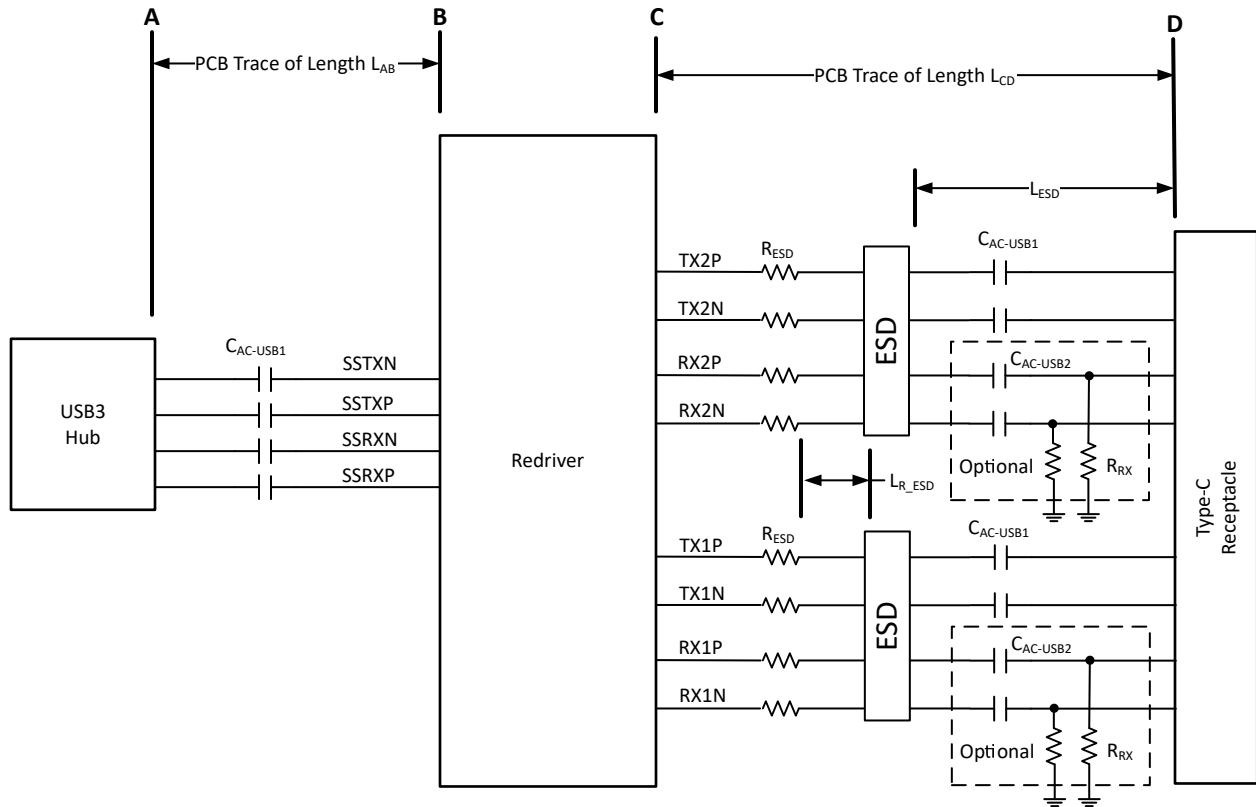 A
B
C
D
PCB Trace of Length LAB
PCB Trace of Length LCD
LESD
TX2P
RESD
CAC-USB1
TX2N
ESD
RX2P
CAC-USB2
RX2N
Optional
RRX
LR_ESD
USB3
Hub
CAC-USB1
SSTXN
SSTXP
SSRXN
SSRXP
Redriver
TX1P
RESD
CAC-USB1
TX1N
ESD
RX1P
CAC-USB2
RX1N
Optional
RRX
Type-C
Receptacle